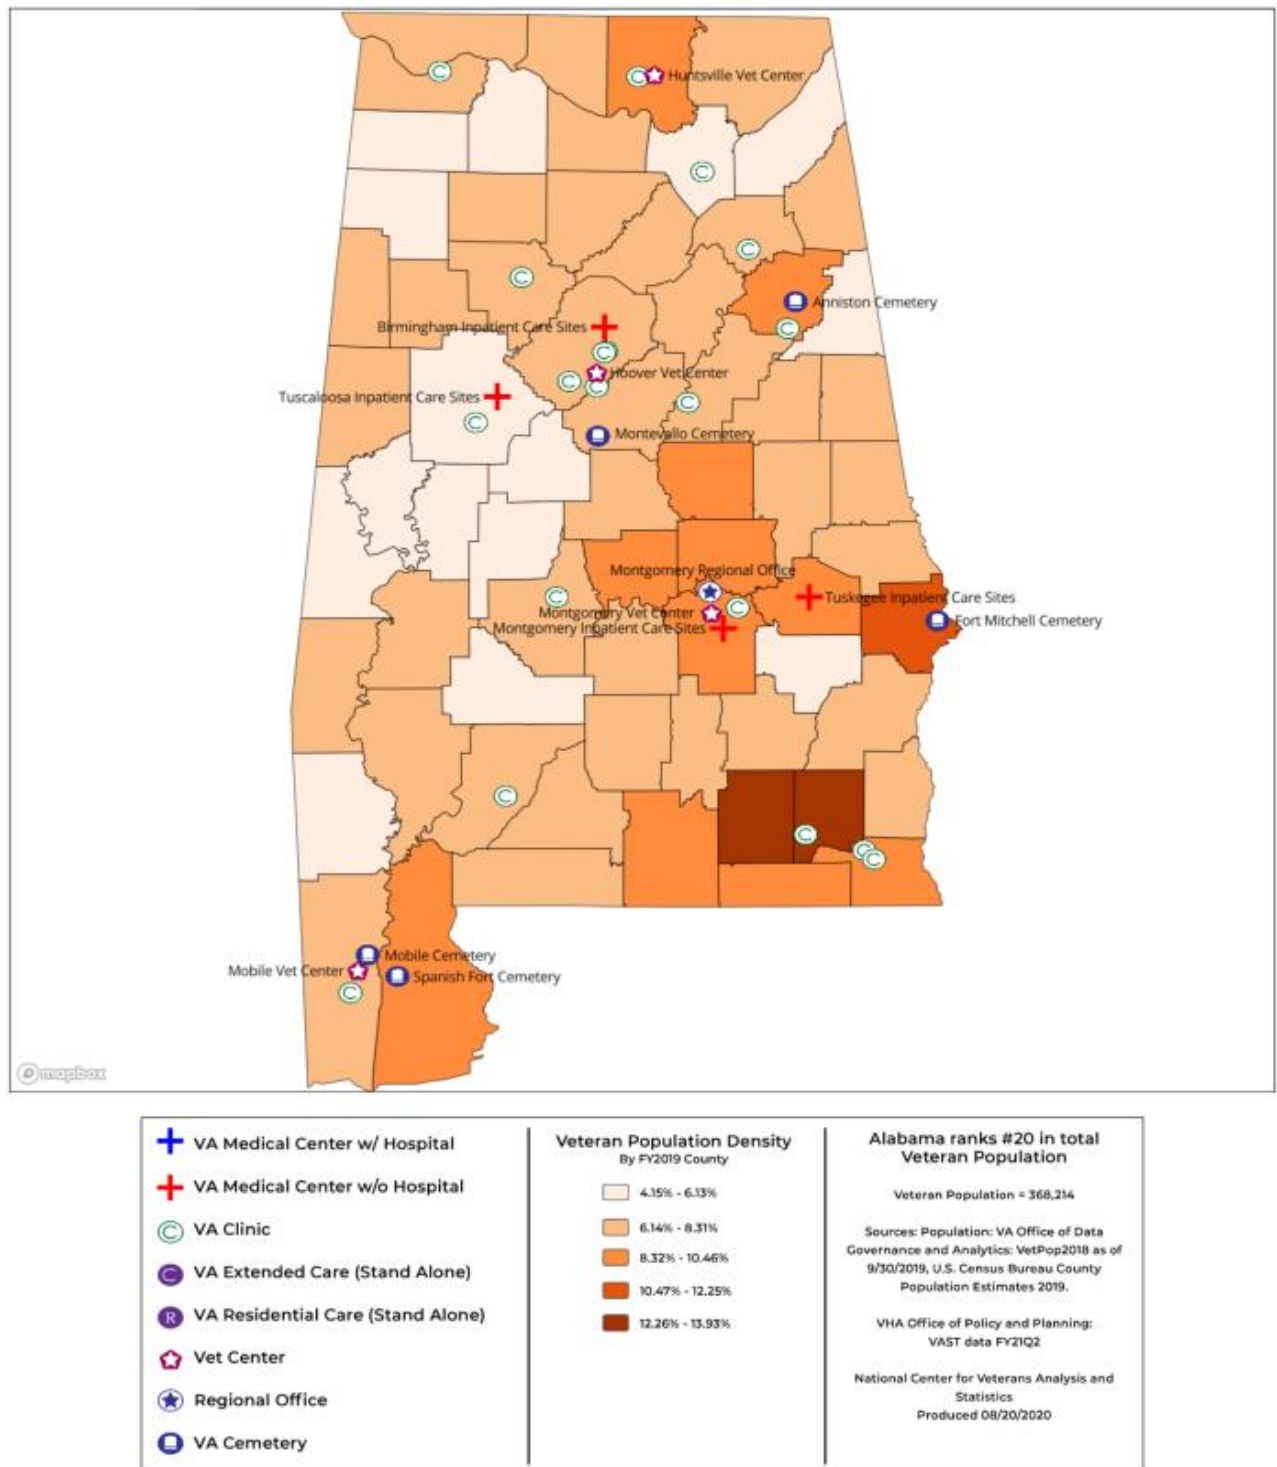 Huntsville Vet Center
Anniston Cemetery
Birmingham Inpatient Care Sites
Hoover Vet Center
Tuscaloosa Inpatient Care Sites
Montevallo Cemetery
Montgomery Regional Office
Tuskegee Inpatient Care Sites
Montgomery Vet Center
Fort Mitchell Cemetery
Montgomery Inpatient Care Sites
Mobile Cemetery
Mobile Vet Center
Spanish Fort Cemetery
mapbox
VA Medical Center w/ Hospital
VA Medical Center w/o Hospital
VA Clinic
VA Extended Care (Stand Alone)
VA Residential Care (Stand Alone)
Vet Center
Regional Office
VA Cemetery
Veteran Population Density
By FY2019 County
4.15% - 6.13%
6.14% - 8.31%
8.32% - 10.46%
10.47% - 12.25%
12.26% - 13.93%
Alabama ranks #20 in total
Veteran Population
Veteran Population = 368,214
Sources: Population: VA Office of Data
Governance and Analytics: VetPop2018 as of
9/30/2019, U.S. Census Bureau County
Population Estimates 2019.
VHA Office of Policy and Planning:
VAST data FY21Q2
National Center for Veterans Analysis and
Statistics
Produced 08/20/2020